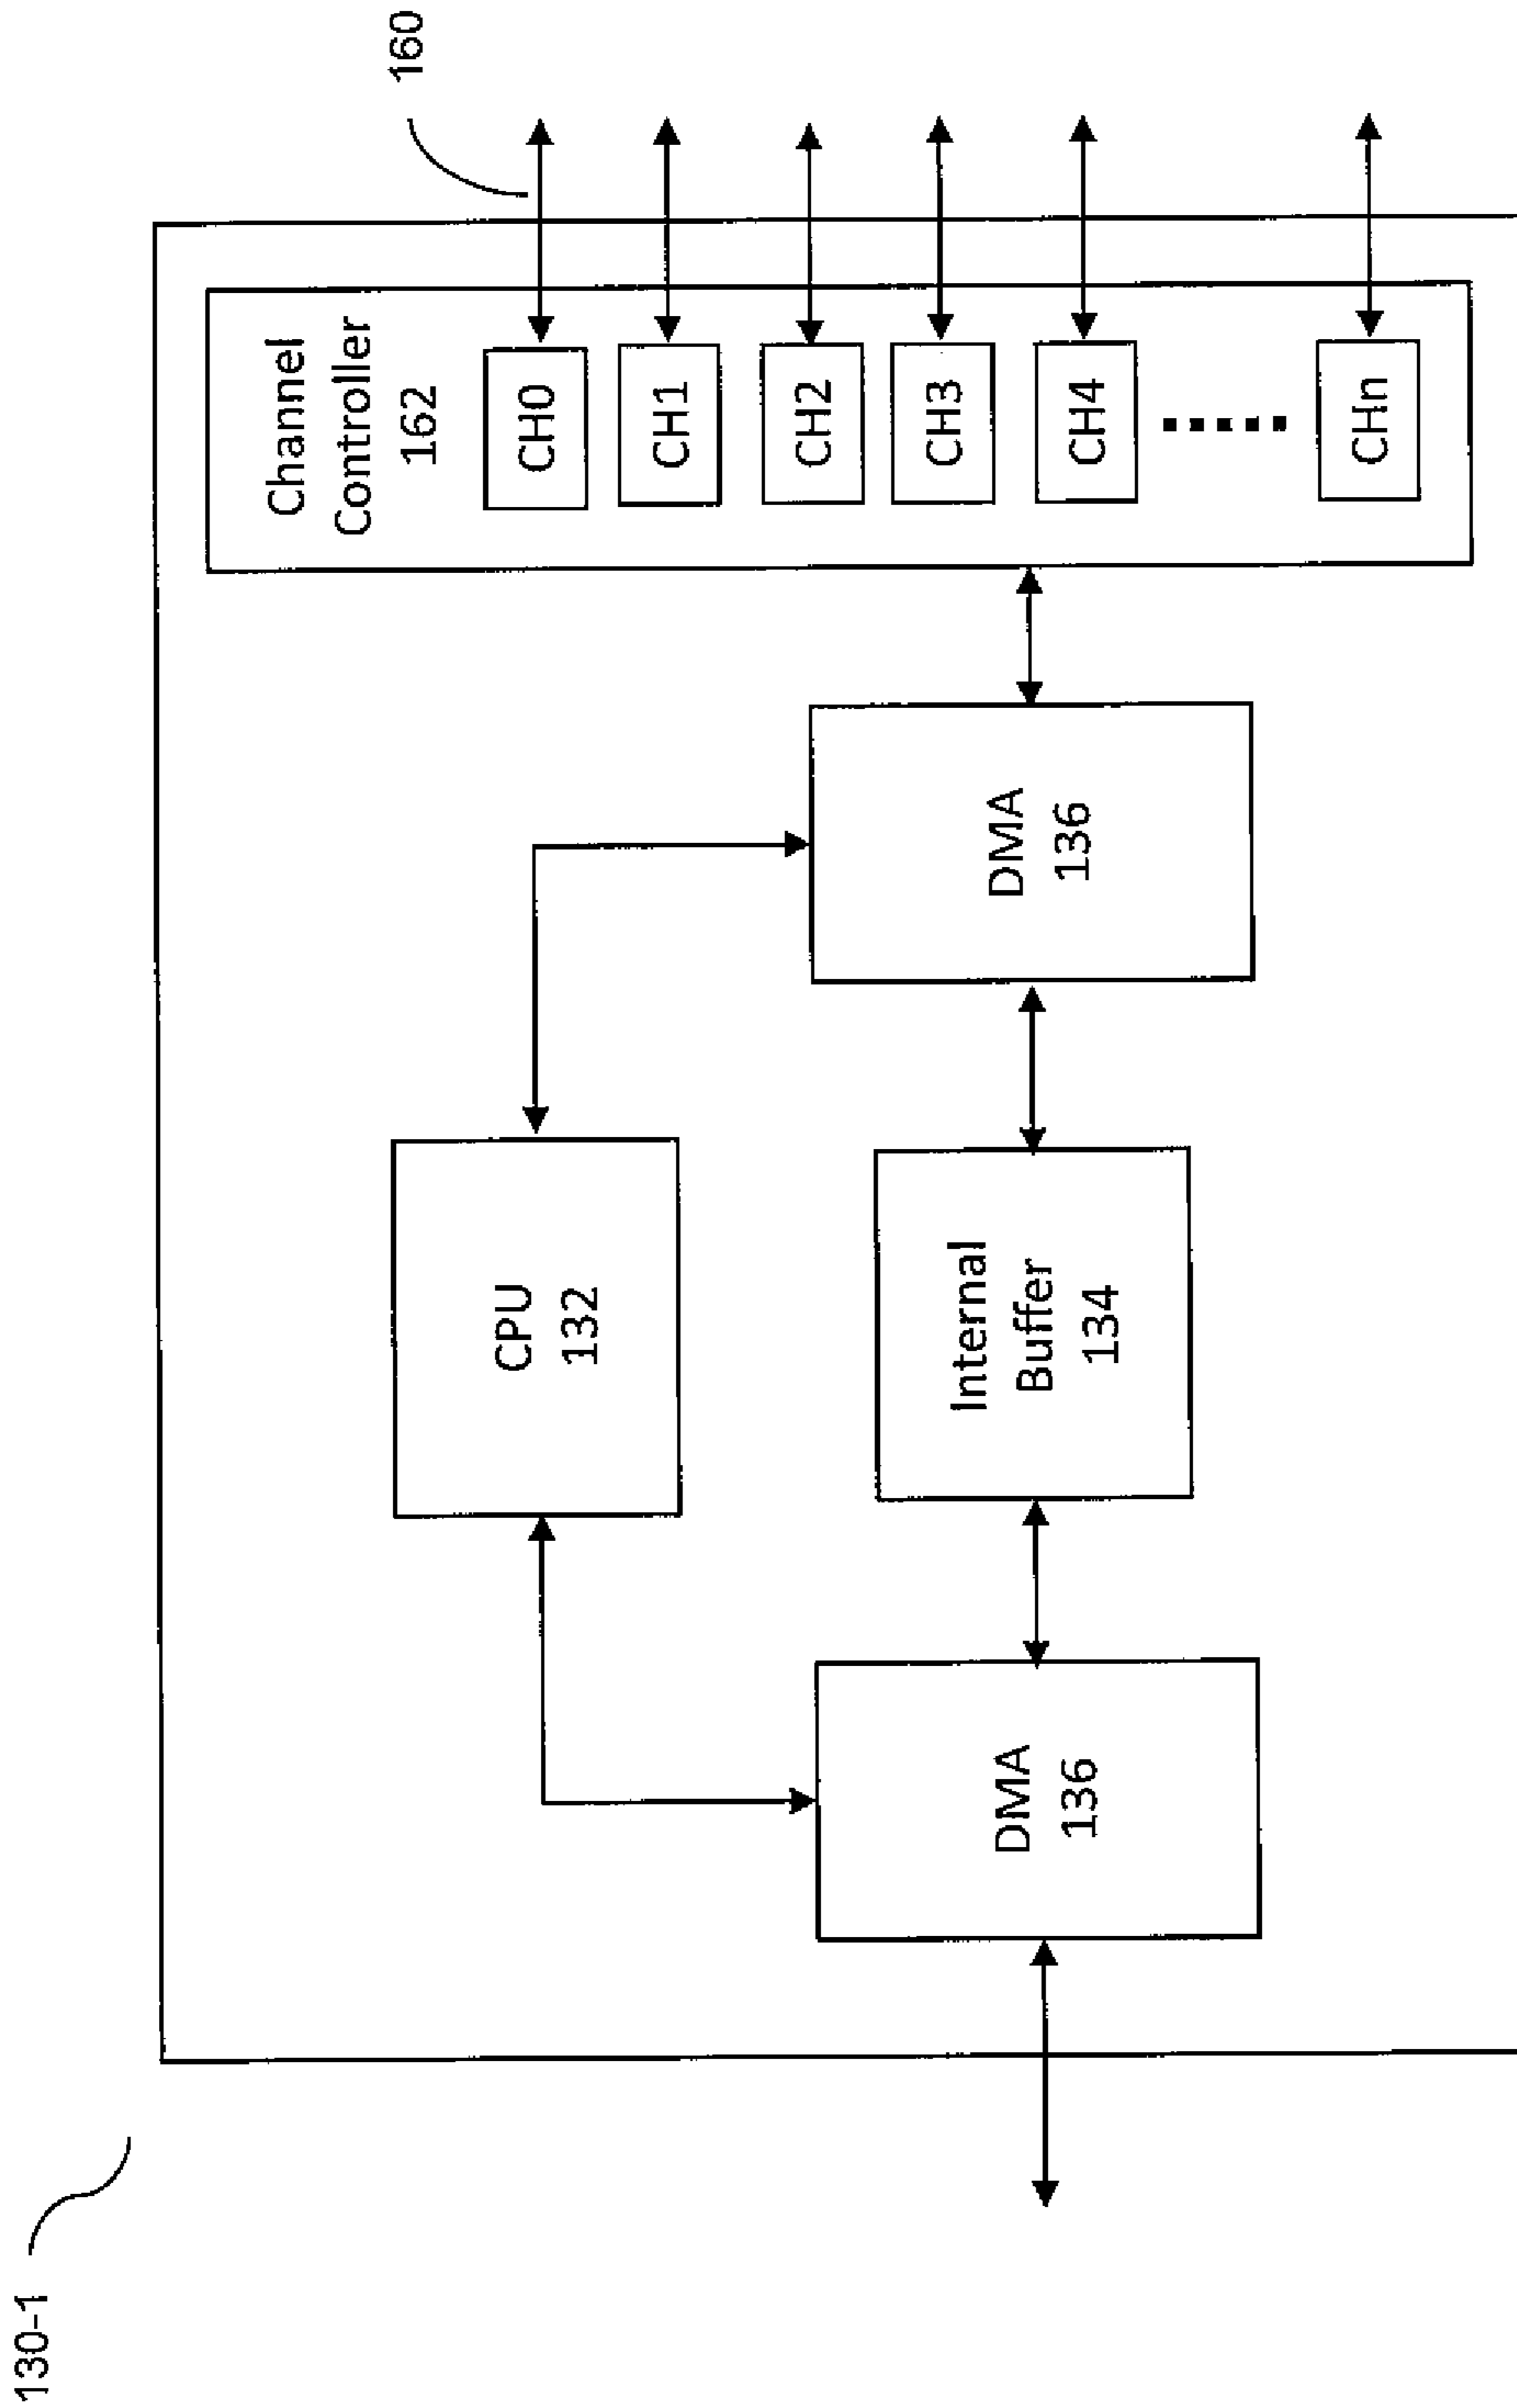 130-1
160
Channel
Controller
162
CH0
CH1
CH2
CH3
CH4
CHn
CPU
132
DMA
136
Internal
Buffer
134
DMA
136